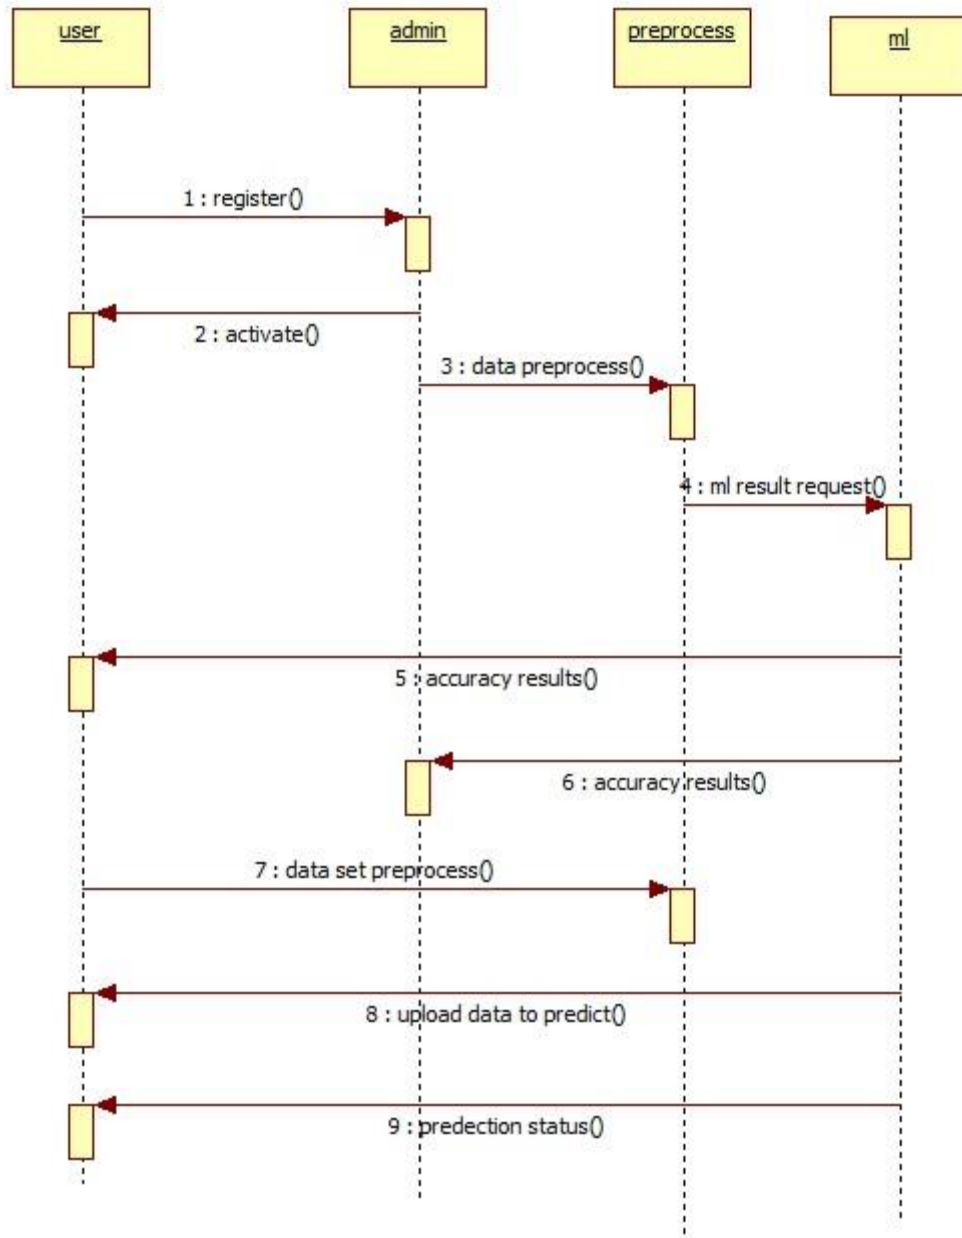 user
admin
preprocess
ml
1 : register()
2 : activate()
3 : data preprocess()
4 : ml result request()
5 : accuracy results()
6 : accuracy results()
7 : data set preprocess()
8 : upload data to predict()
9 : predection status()